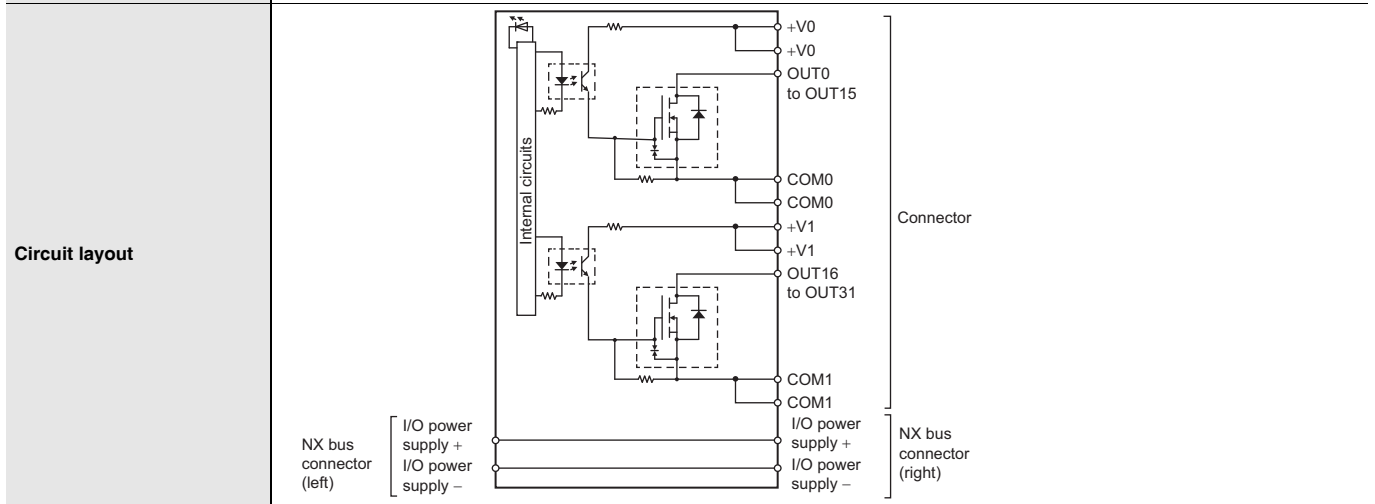 Circuit layout
Internal circuits
+V0
+V0
OUT0
to OUT15
COM0
COM0
+V1
+V1
OUT16
to OUT31
COM1
COM1
Connector
NX bus
connector
(left)
I/O power
supply +
I/O power
supply −
I/O power
supply +
I/O power
supply −
NX bus
connector
(right)